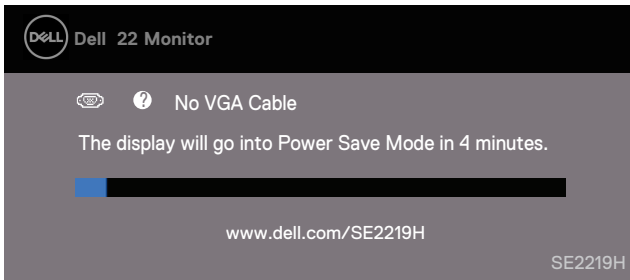 DELL Dell 22 Monitor
? No VGA Cable
The display will go into Power Save Mode in 4 minutes.
www.dell.com/SE2219H
SE2219H